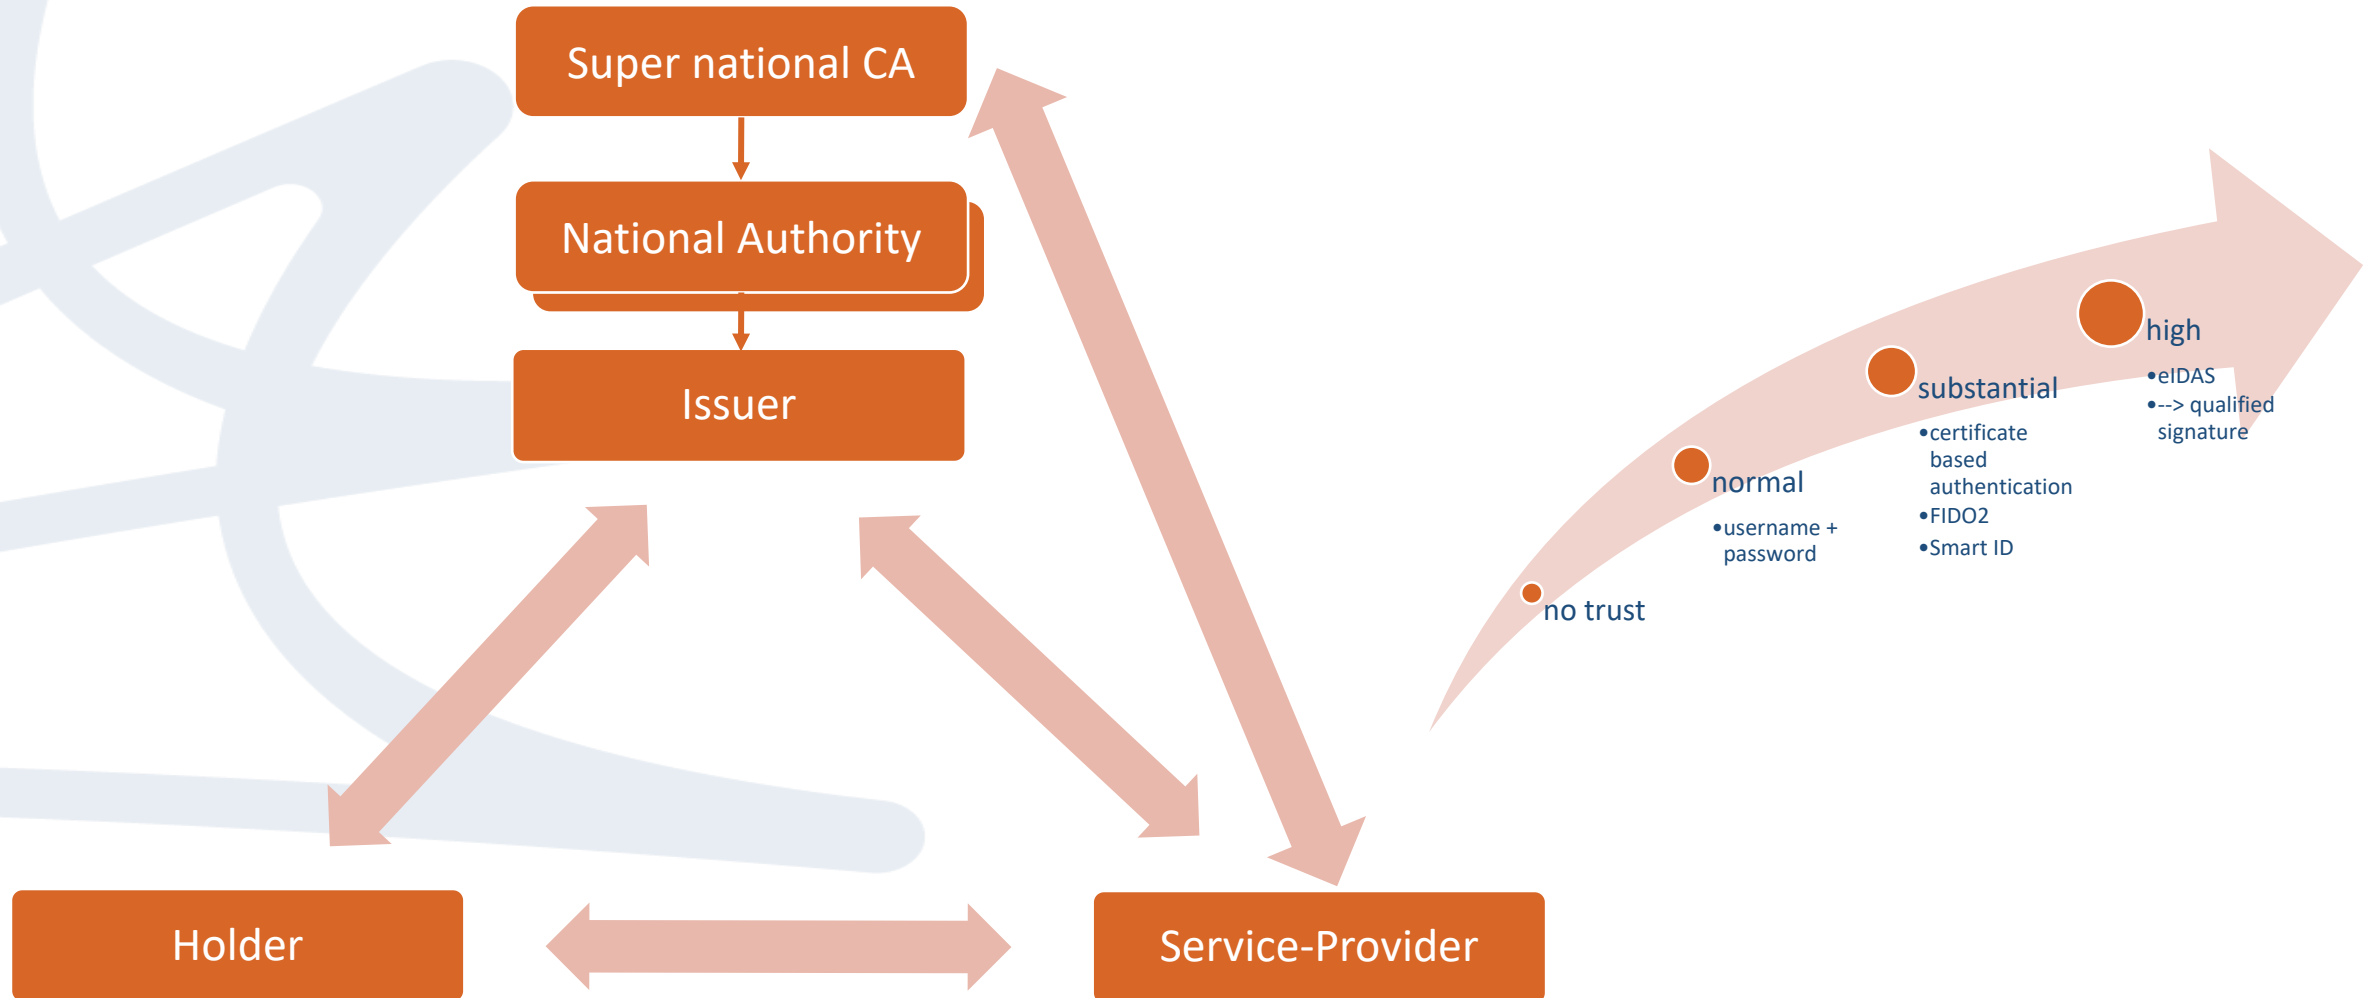 Super national CA
National Authority
Issuer
Holder
Service-Provider
no trust
normal
•username +
password
substantial
•certificate
based
authentication
•FIDO2
•Smart ID
high
•eIDAS
•--> qualified
signature